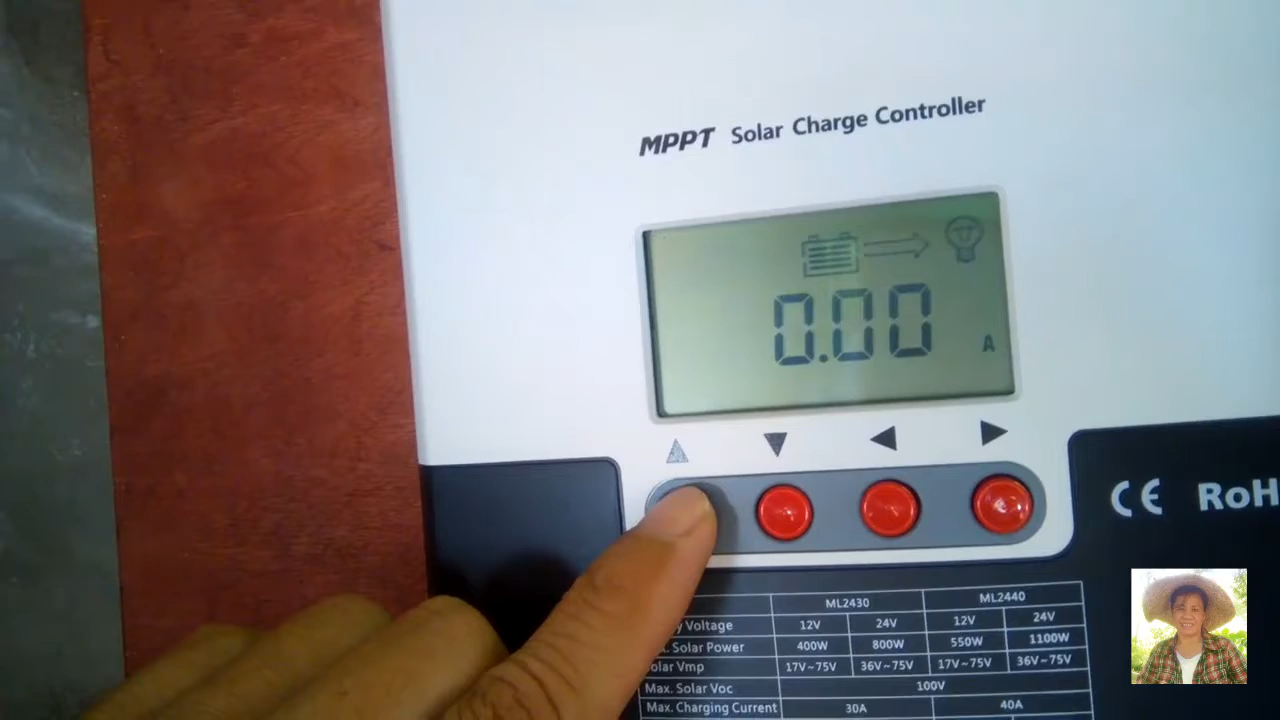 MPPT Solar Charge Controller
0.00 A
CE RoH
ML2430 ML2440
Voltage 12V 24V 12V 24V
Solar Power 400W 800W 550W 1100W
Solar Vmp 17V~75V 36V~75V 17V~75V 36V~75V
Max. Solar Voc 100V
Max. Charging Current 30A 40A